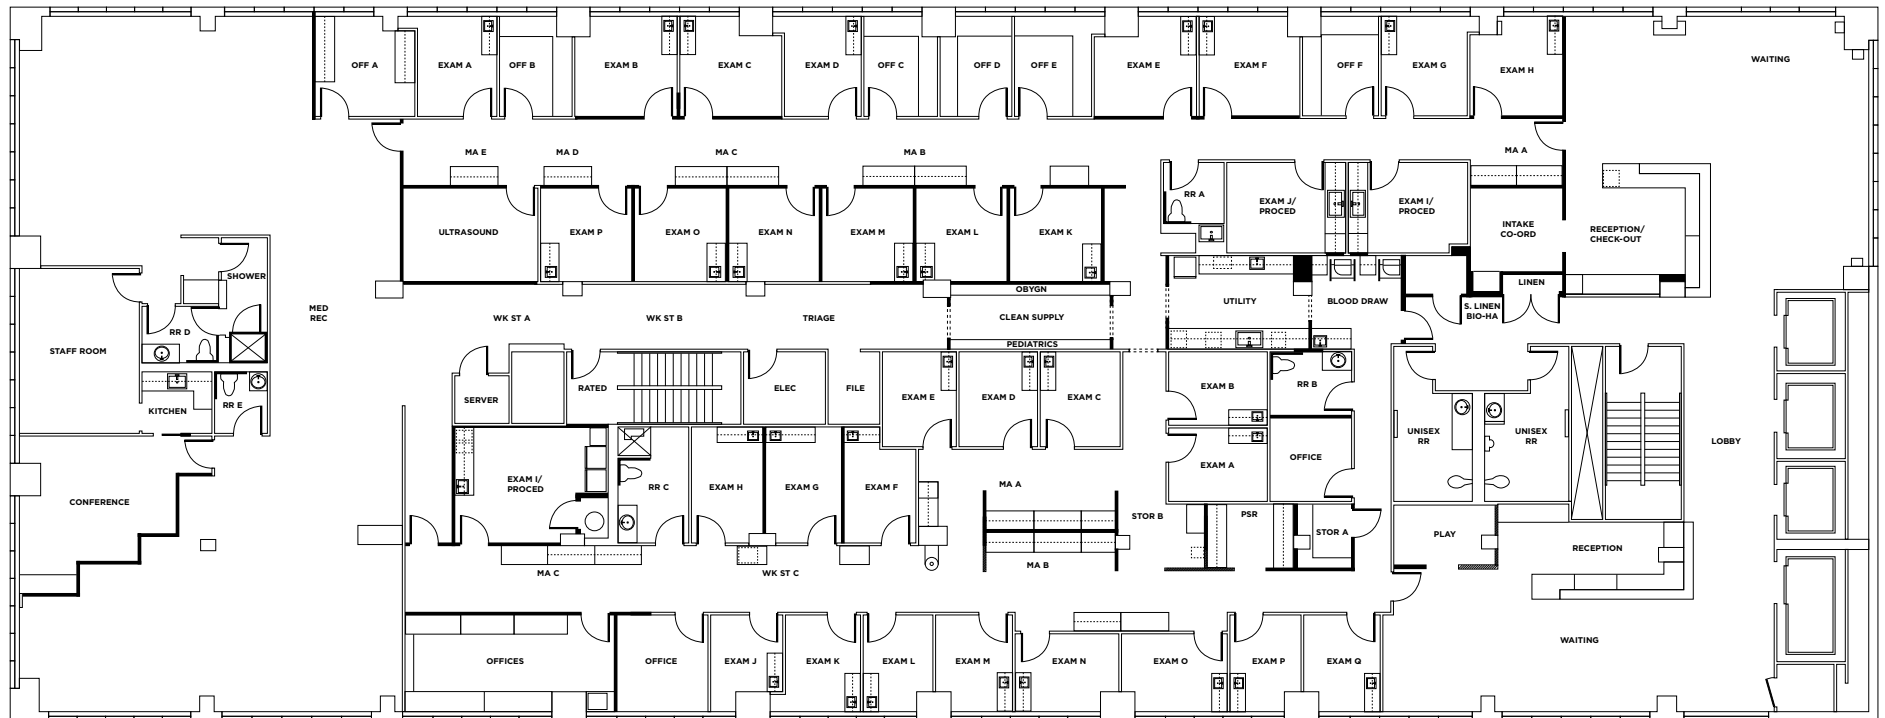 OFF A
EXAM A
OFF B
EXAM B
EXAM C
EXAM D
OFF C
OFF D
OFF E
EXAM E
EXAM F
OFF F
EXAM G
EXAM H
WAITING
MA E
MA D
MA C
MA B
MA A
RR A
EXAM J/
PROCED
EXAM I/
PROCED
ULTRASOUND
EXAM P
EXAM O
EXAM N
EXAM M
EXAM L
EXAM K
INTAKE
CO-ORD
RECEPTION/
CHECK-OUT
SHOWER
MED
REC
OBYGN
UTILITY
BLOOD DRAW
LINEN
S. LINEN
BIO-HA
WK ST A
WK ST B
TRIAGE
CLEAN SUPPLY
PEDIATRICS
RR D
STAFF ROOM
SERVER
RATED
ELEC
FILE
EXAM E
EXAM D
EXAM C
EXAM B
RR B
KITCHEN
RR E
UNISEX
RR
UNISEX
RR
LOBBY
EXAM A
OFFICE
CONFERENCE
EXAM I/
PROCED
RR C
EXAM H
EXAM G
EXAM F
MA A
STOR B
PSR
STOR A
PLAY
RECEPTION
MA C
WK ST C
MA B
WAITING
OFFICES
OFFICE
EXAM J
EXAM K
EXAM L
EXAM M
EXAM N
EXAM O
EXAM P
EXAM Q